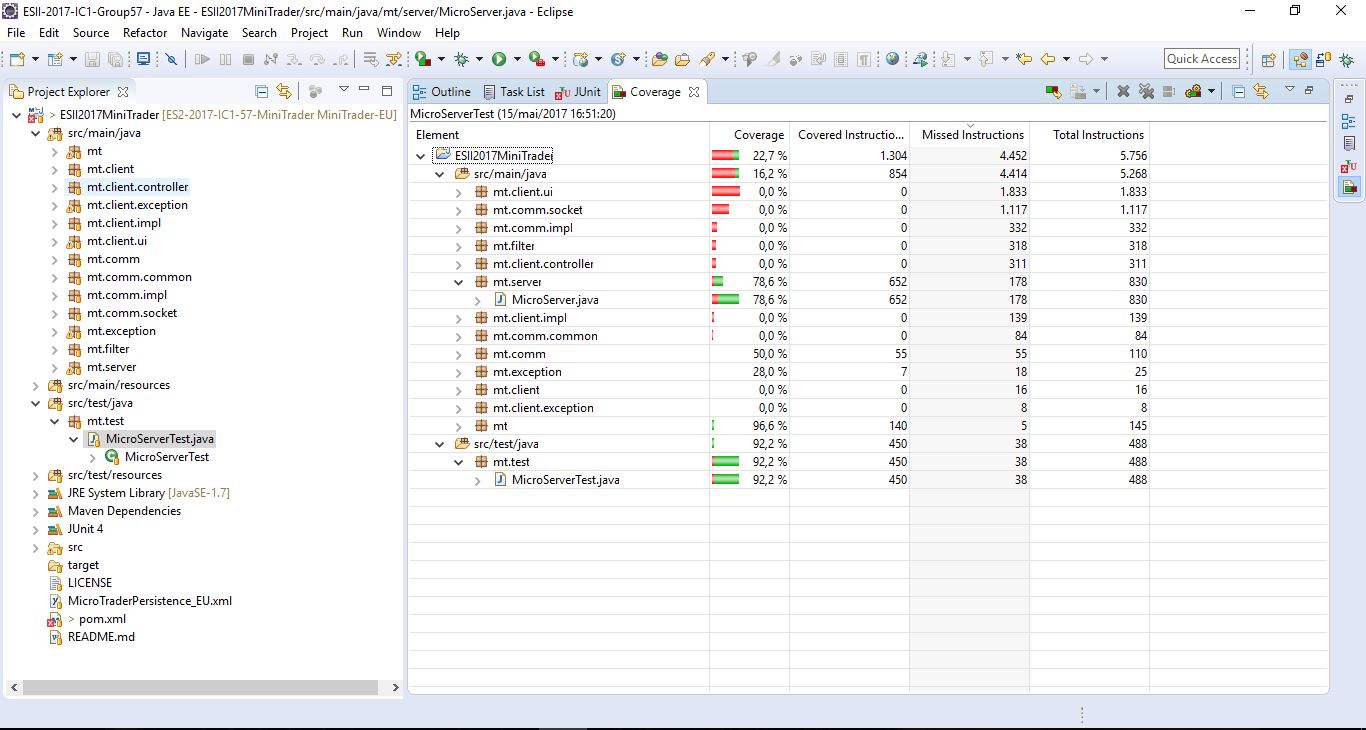 ESII-2017-IC1-Group57 - Java EE - ESII2017MiniTrader/src/main/java/mt/server/MicroServer.java - Eclipse
File Edit Source Refactor Navigate Search Project Run Window Help
Quick Access
Project Explorer
> ESII2017MiniTrader [ES2-2017-IC1-57-MiniTrader MiniTrader-EU]
src/main/java
mt
mt.client
mt.client.controller
mt.client.exception
mt.client.impl
mt.client.ui
mt.comm
mt.comm.common
mt.comm.impl
mt.comm.socket
mt.exception
mt.filter
mt.server
src/main/resources
src/test/java
mt.test
MicroServerTest.java
MicroServerTest
src/test/resources
JRE System Library [JavaSE-1.7]
Maven Dependencies
JUnit 4
src
target
LICENSE
MicroTraderPersistence_EU.xml
> pom.xml
README.md
Outline Task List JUnit Coverage
MicroServerTest (15/mai/2017 16:51:20)
Element Coverage Covered Instructio... Missed Instructions Total Instructions
ESII2017MiniTrader 22,7 % 1.304 4.452 5.756
src/main/java 16,2 % 854 4.414 5.268
mt.client.ui 0,0 % 0 1.833 1.833
mt.comm.socket 0,0 % 0 1.117 1.117
mt.comm.impl 0,0 % 0 332 332
mt.filter 0,0 % 0 318 318
mt.client.controller 0,0 % 0 311 311
mt.server 78,6 % 652 178 830
MicroServer.java 78,6 % 652 178 830
mt.client.impl 0,0 % 0 139 139
mt.comm.common 0,0 % 0 84 84
mt.comm 50,0 % 55 55 110
mt.exception 28,0 % 7 18 25
mt.client 0,0 % 0 16 16
mt.client.exception 0,0 % 0 8 8
mt 96,6 % 140 5 145
src/test/java 92,2 % 450 38 488
mt.test 92,2 % 450 38 488
MicroServerTest.java 92,2 % 450 38 488